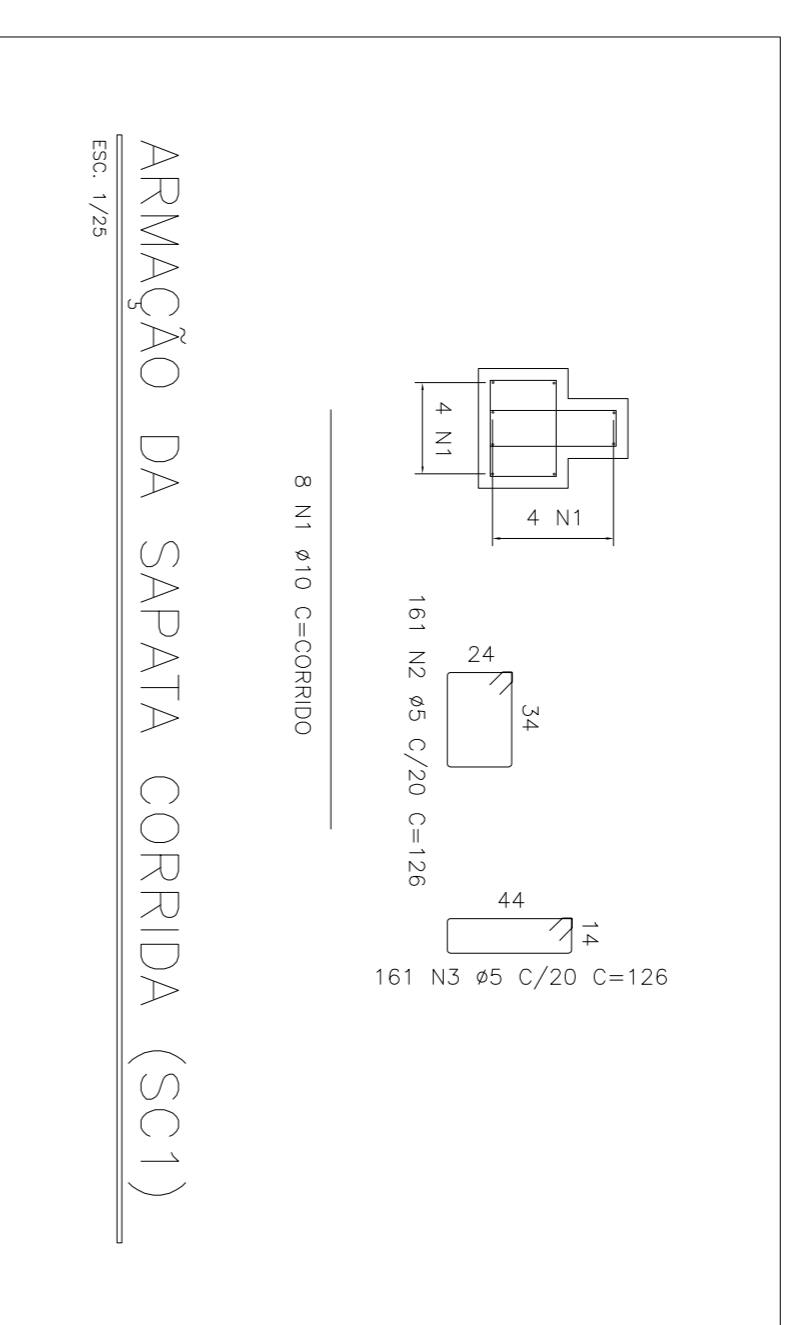 4 N1
4 N1
24
34
161 N2 ø5 C/20 C=126
44
14
161 N3 ø5 C/20 C=126
8 N1 ø10 C=CORRIDO
ARMAÇÃO DA SAPATA CORRIDA (SC1)
ESC. 1/25